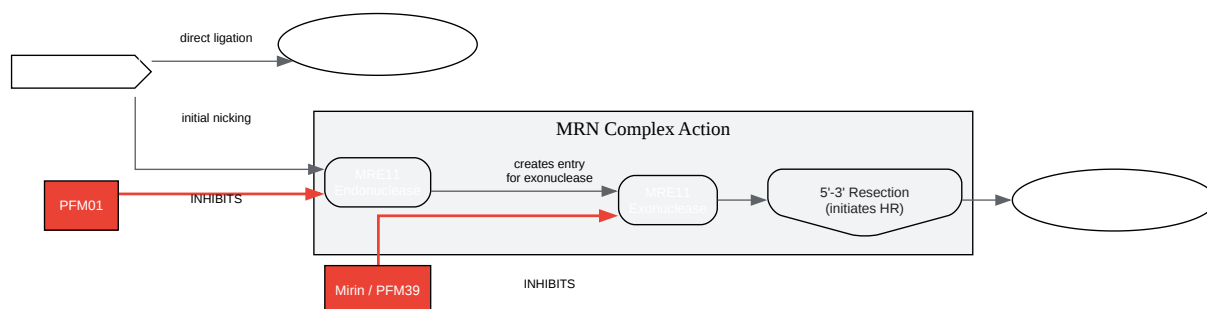 direct ligation
initial nicking
MRN Complex Action
MRE11
Endonuclease
creates entry
for exonuclease
MRE11
Exonuclease
5'-3' Resection
(initiates HR)
PFM01
INHIBITS
Mirin / PFM39
INHIBITS